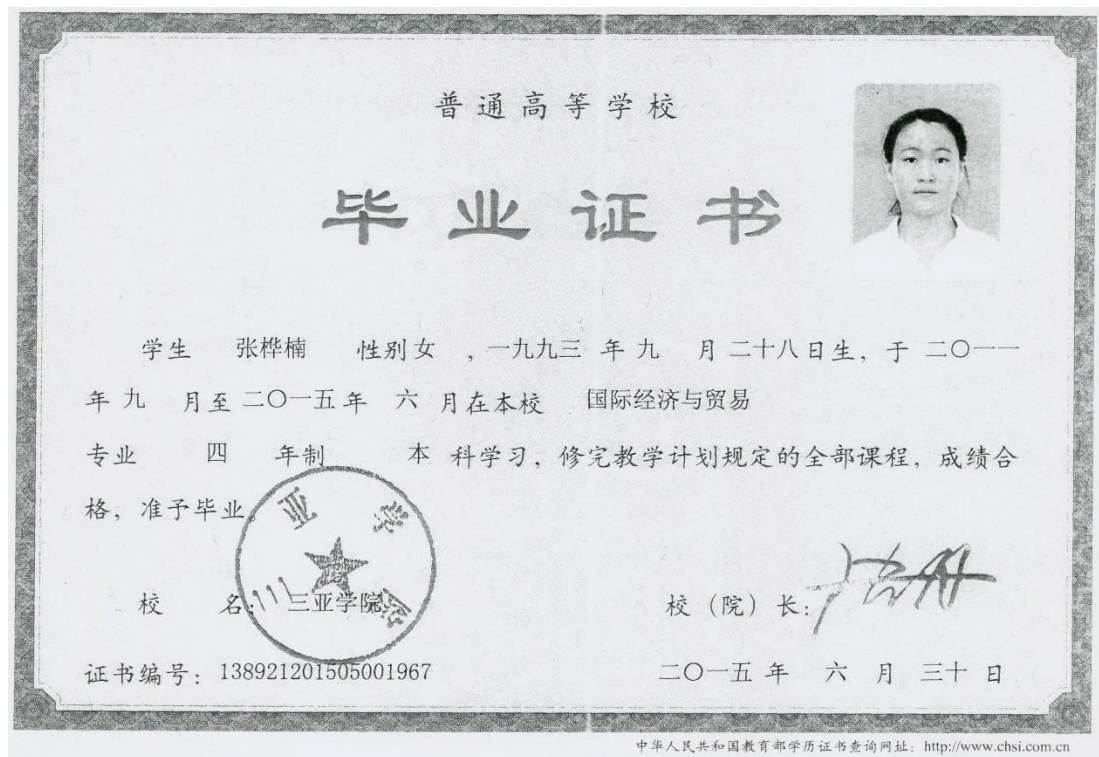 普通高等学校
毕业证书
学生 张桦楠 性别女 ,一九九三 年 九 月 二十八日生, 于 二〇一一
年 九 月至 二〇一五年 六 月在本校 国际经济与贸易
专业 四 年制 本 科学习, 修完教学计划规定的全部课程, 成绩合
格, 准予毕业。
三亚学院
校 名: 三亚学院
校 (院) 长:
证书编号: 138921201505001967
二〇一五 年 六 月 三十 日
中华人民共和国教育部学历证书查询网址: http://www.chsi.com.cn